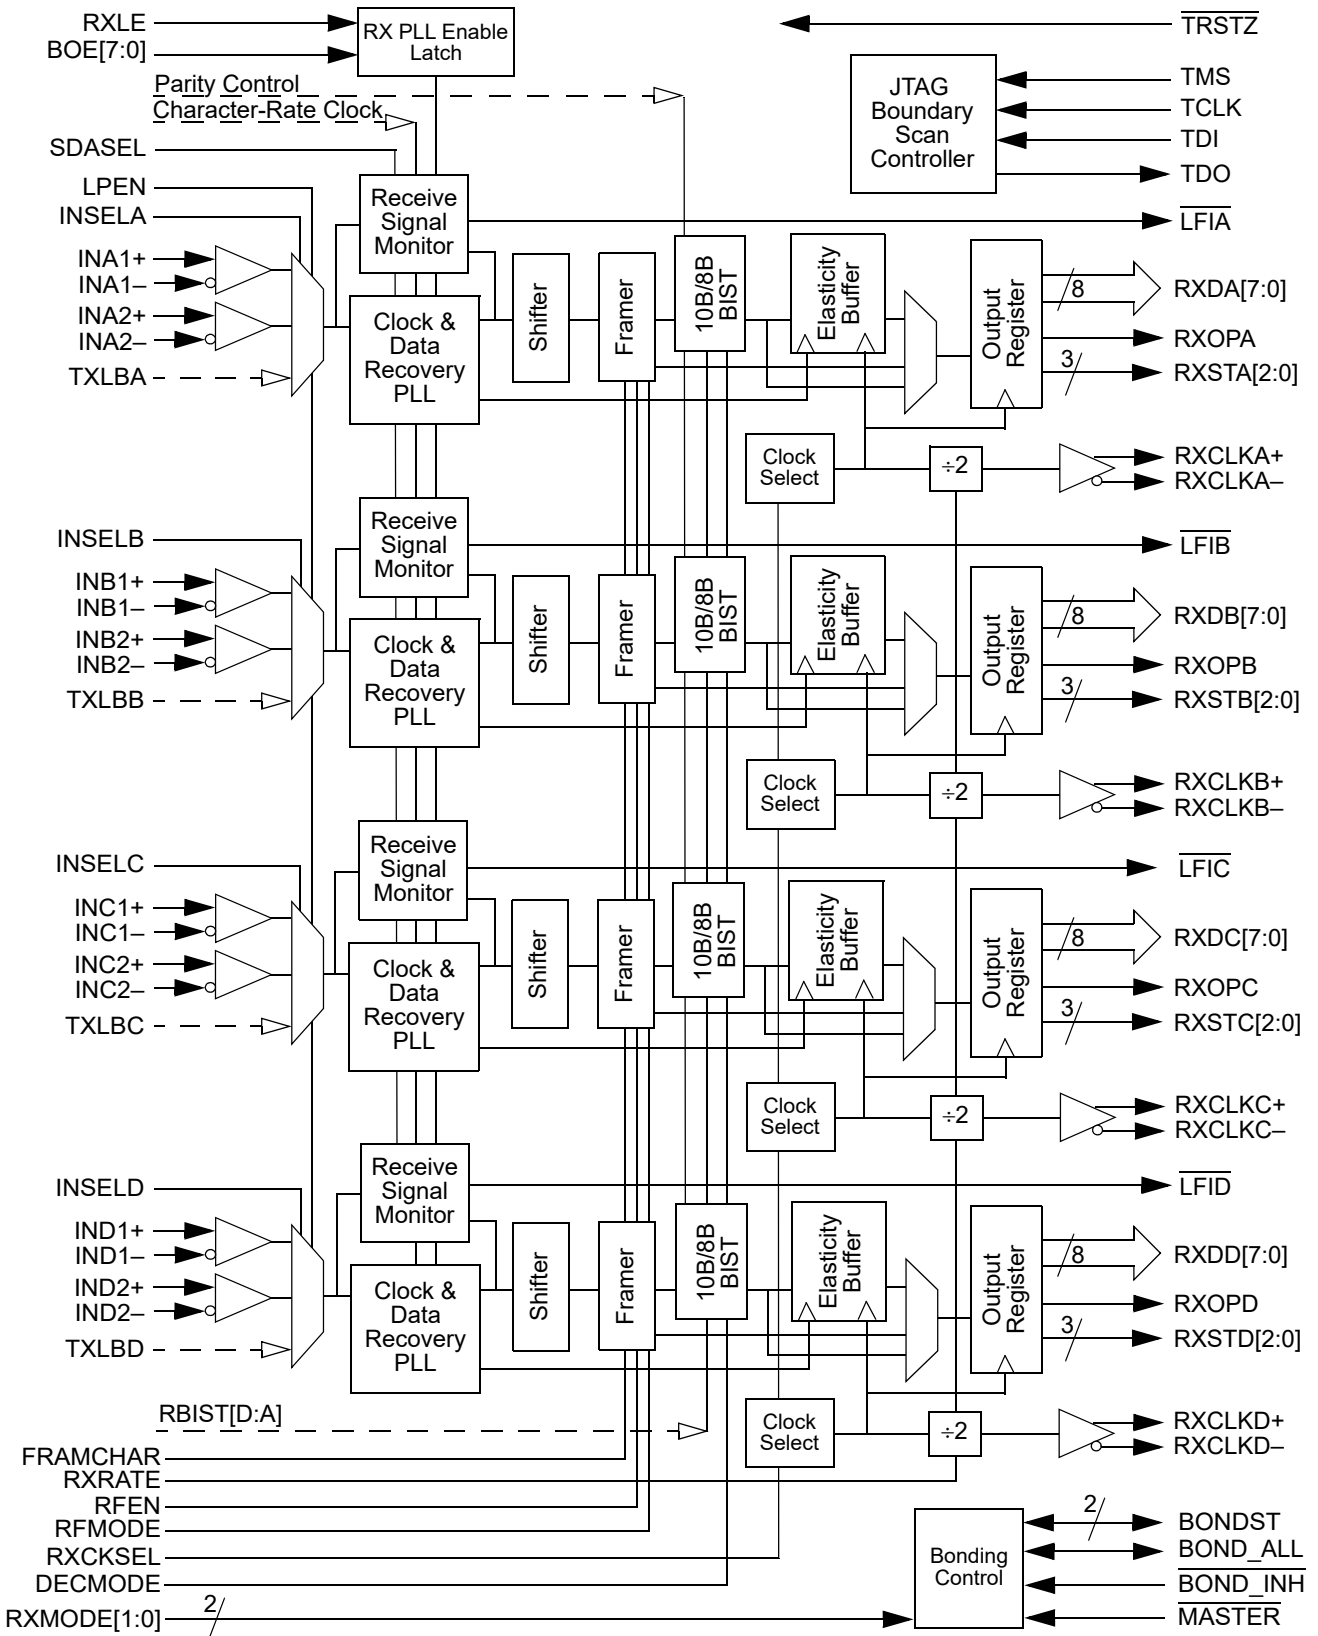 RXLE
BOE[7:0]
RX PLL Enable
Latch
TRSTZ
Parity Control
Character-Rate Clock
JTAG
Boundary
Scan
Controller
TMS
TCLK
TDI
TDO
SDASEL
LPEN
INSELA
Receive
Signal
Monitor
LFIA
INA1+
INA1–
INA2+
INA2–
TXLBA
Clock &
Data
Recovery
PLL
Shifter
Framer
10B/8B
BIST
Elasticity
Buffer
Output
Register
8
RXDA[7:0]
RXOPA
3
RXSTA[2:0]
Clock
Select
÷2
RXCLKA+
RXCLKA–
INSELB
Receive
Signal
Monitor
LFIB
INB1+
INB1–
INB2+
INB2–
TXLBB
Clock &
Data
Recovery
PLL
Shifter
Framer
10B/8B
BIST
Elasticity
Buffer
Output
Register
8
RXDB[7:0]
RXOPB
3
RXSTB[2:0]
Clock
Select
÷2
RXCLKB+
RXCLKB–
INSELC
Receive
Signal
Monitor
LFIC
INC1+
INC1–
INC2+
INC2–
TXLBC
Clock &
Data
Recovery
PLL
Shifter
Framer
10B/8B
BIST
Elasticity
Buffer
Output
Register
8
RXDC[7:0]
RXOPC
3
RXSTC[2:0]
Clock
Select
÷2
RXCLKC+
RXCLKC–
INSELD
Receive
Signal
Monitor
LFID
IND1+
IND1–
IND2+
IND2–
TXLBD
Clock &
Data
Recovery
PLL
Shifter
Framer
10B/8B
BIST
Elasticity
Buffer
Output
Register
8
RXDD[7:0]
RXOPD
3
RXSTD[2:0]
Clock
Select
÷2
RXCLKD+
RXCLKD–
RBIST[D:A]
FRAMCHAR
RXRATE
RFEN
RFMODE
RXCKSEL
DECMODE
RXMODE[1:0]
2
Bonding
Control
2
BONDST
BOND_ALL
BOND_INH
MASTER